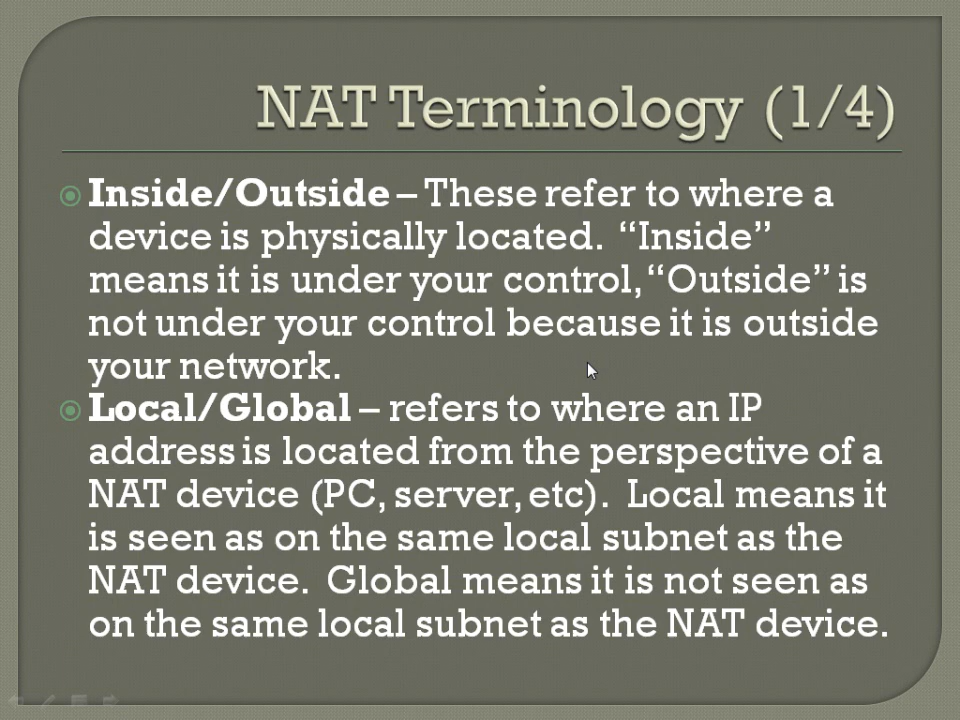 NAT Terminology (1/4)
Inside/Outside – These refer to where a
device is physically located.  “Inside”
means it is under your control, “Outside” is
not under your control because it is outside
your network.
Local/Global – refers to where an IP
address is located from the perspective of a
NAT device (PC, server, etc).  Local means it
is seen as on the same local subnet as the
NAT device.  Global means it is not seen as
on the same local subnet as the NAT device.